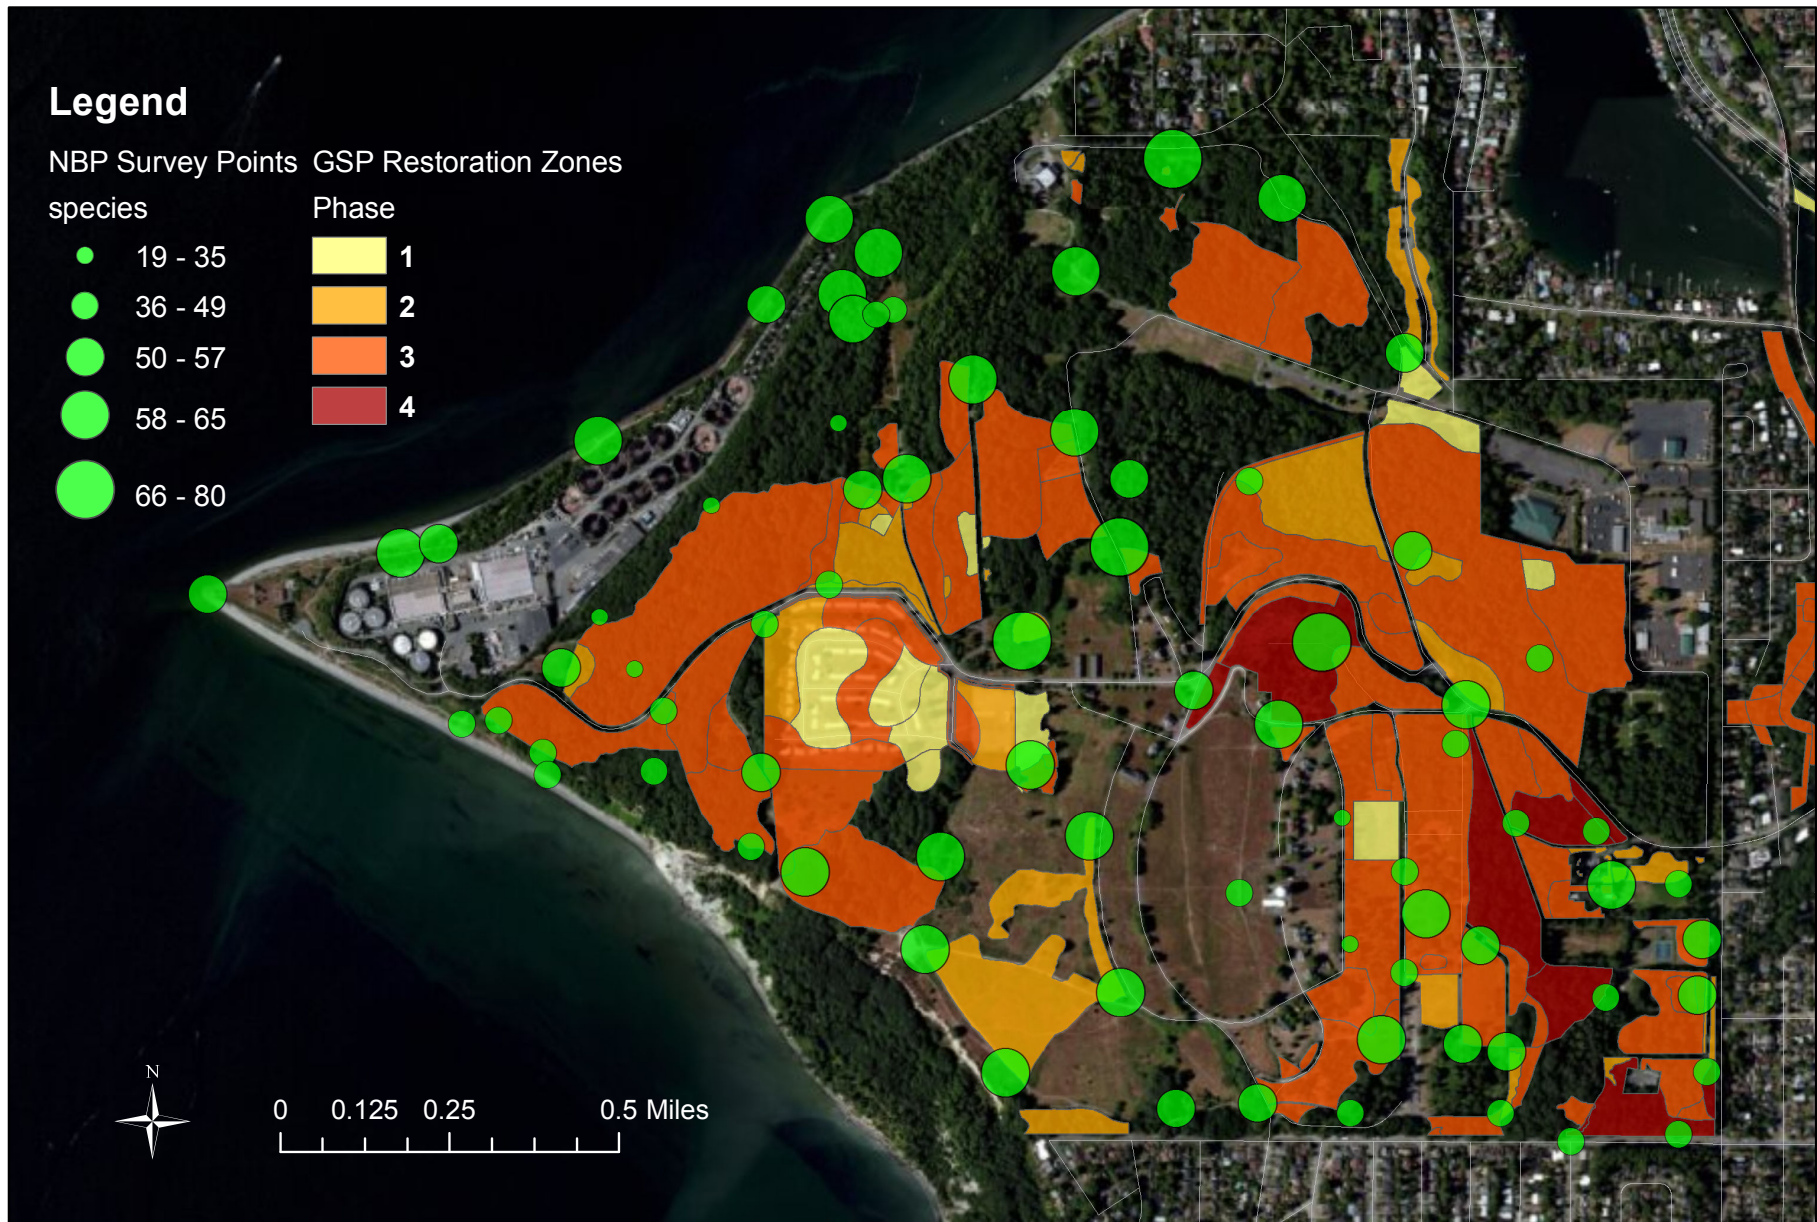 Legend
NBP Survey Points GSP Restoration Zones
species Phase
19 - 35 1
36 - 49 2
50 - 57 3
58 - 65 4
66 - 80
N
0 0.125 0.25 0.5 Miles